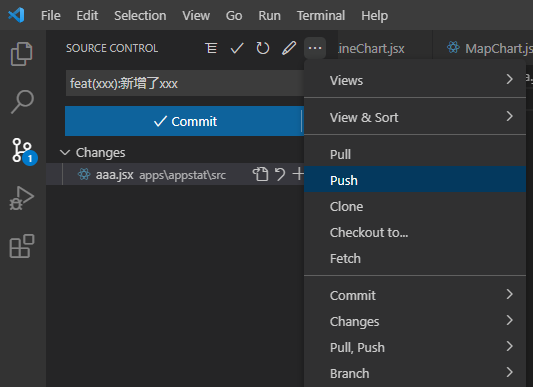 File Edit Selection View Go Run Terminal Help
SOURCE CONTROL
ineChart.jsx
MapChart.jsx
feat(xxx):新增了xxx
Commit
1
Changes
aaa.jsx apps\appstat\src
Views
View & Sort
Pull
Push
Clone
Checkout to...
Fetch
Commit
Changes
Pull, Push
Branch